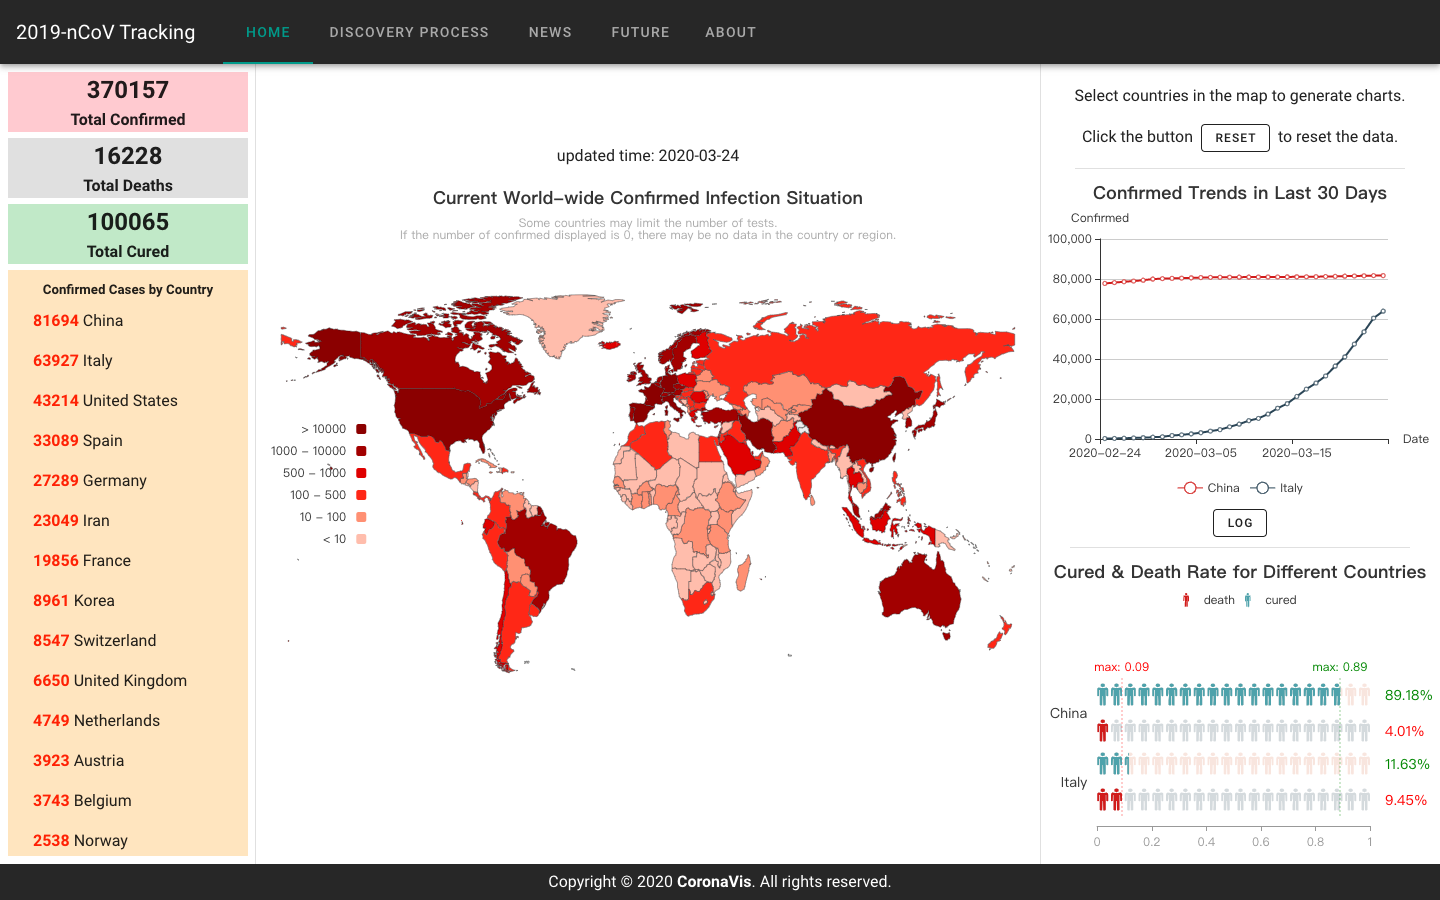 2019-nCoV Tracking
HOME
DISCOVERY PROCESS
NEWS
FUTURE
ABOUT
370157
Total Confirmed
16228
Total Deaths
100065
Total Cured
Confirmed Cases by Country
81694 China
63927 Italy
43214 United States
33089 Spain
27289 Germany
23049 Iran
19856 France
8961 Korea
8547 Switzerland
6650 United Kingdom
4749 Netherlands
3923 Austria
3743 Belgium
2538 Norway
updated time: 2020-03-24
Current World-wide Confirmed Infection Situation
Some countries may limit the number of tests.
If the number of confirmed displayed is 0, there may be no data in the country or region.
> 10000
1000 - 10000
500 - 1000
100 - 500
10 - 100
< 10
Select countries in the map to generate charts.
Click the button RESET to reset the data.
Confirmed Trends in Last 30 Days
Confirmed
100,000
80,000
60,000
40,000
20,000
0
Date
2020-02-24
2020-03-05
2020-03-15
China
Italy
LOG
Cured & Death Rate for Different Countries
death
cured
max: 0.09
max: 0.89
China
89.18%
4.01%
Italy
11.63%
9.45%
0
0.2
0.4
0.6
0.8
1
Copyright © 2020 CoronaVis. All rights reserved.